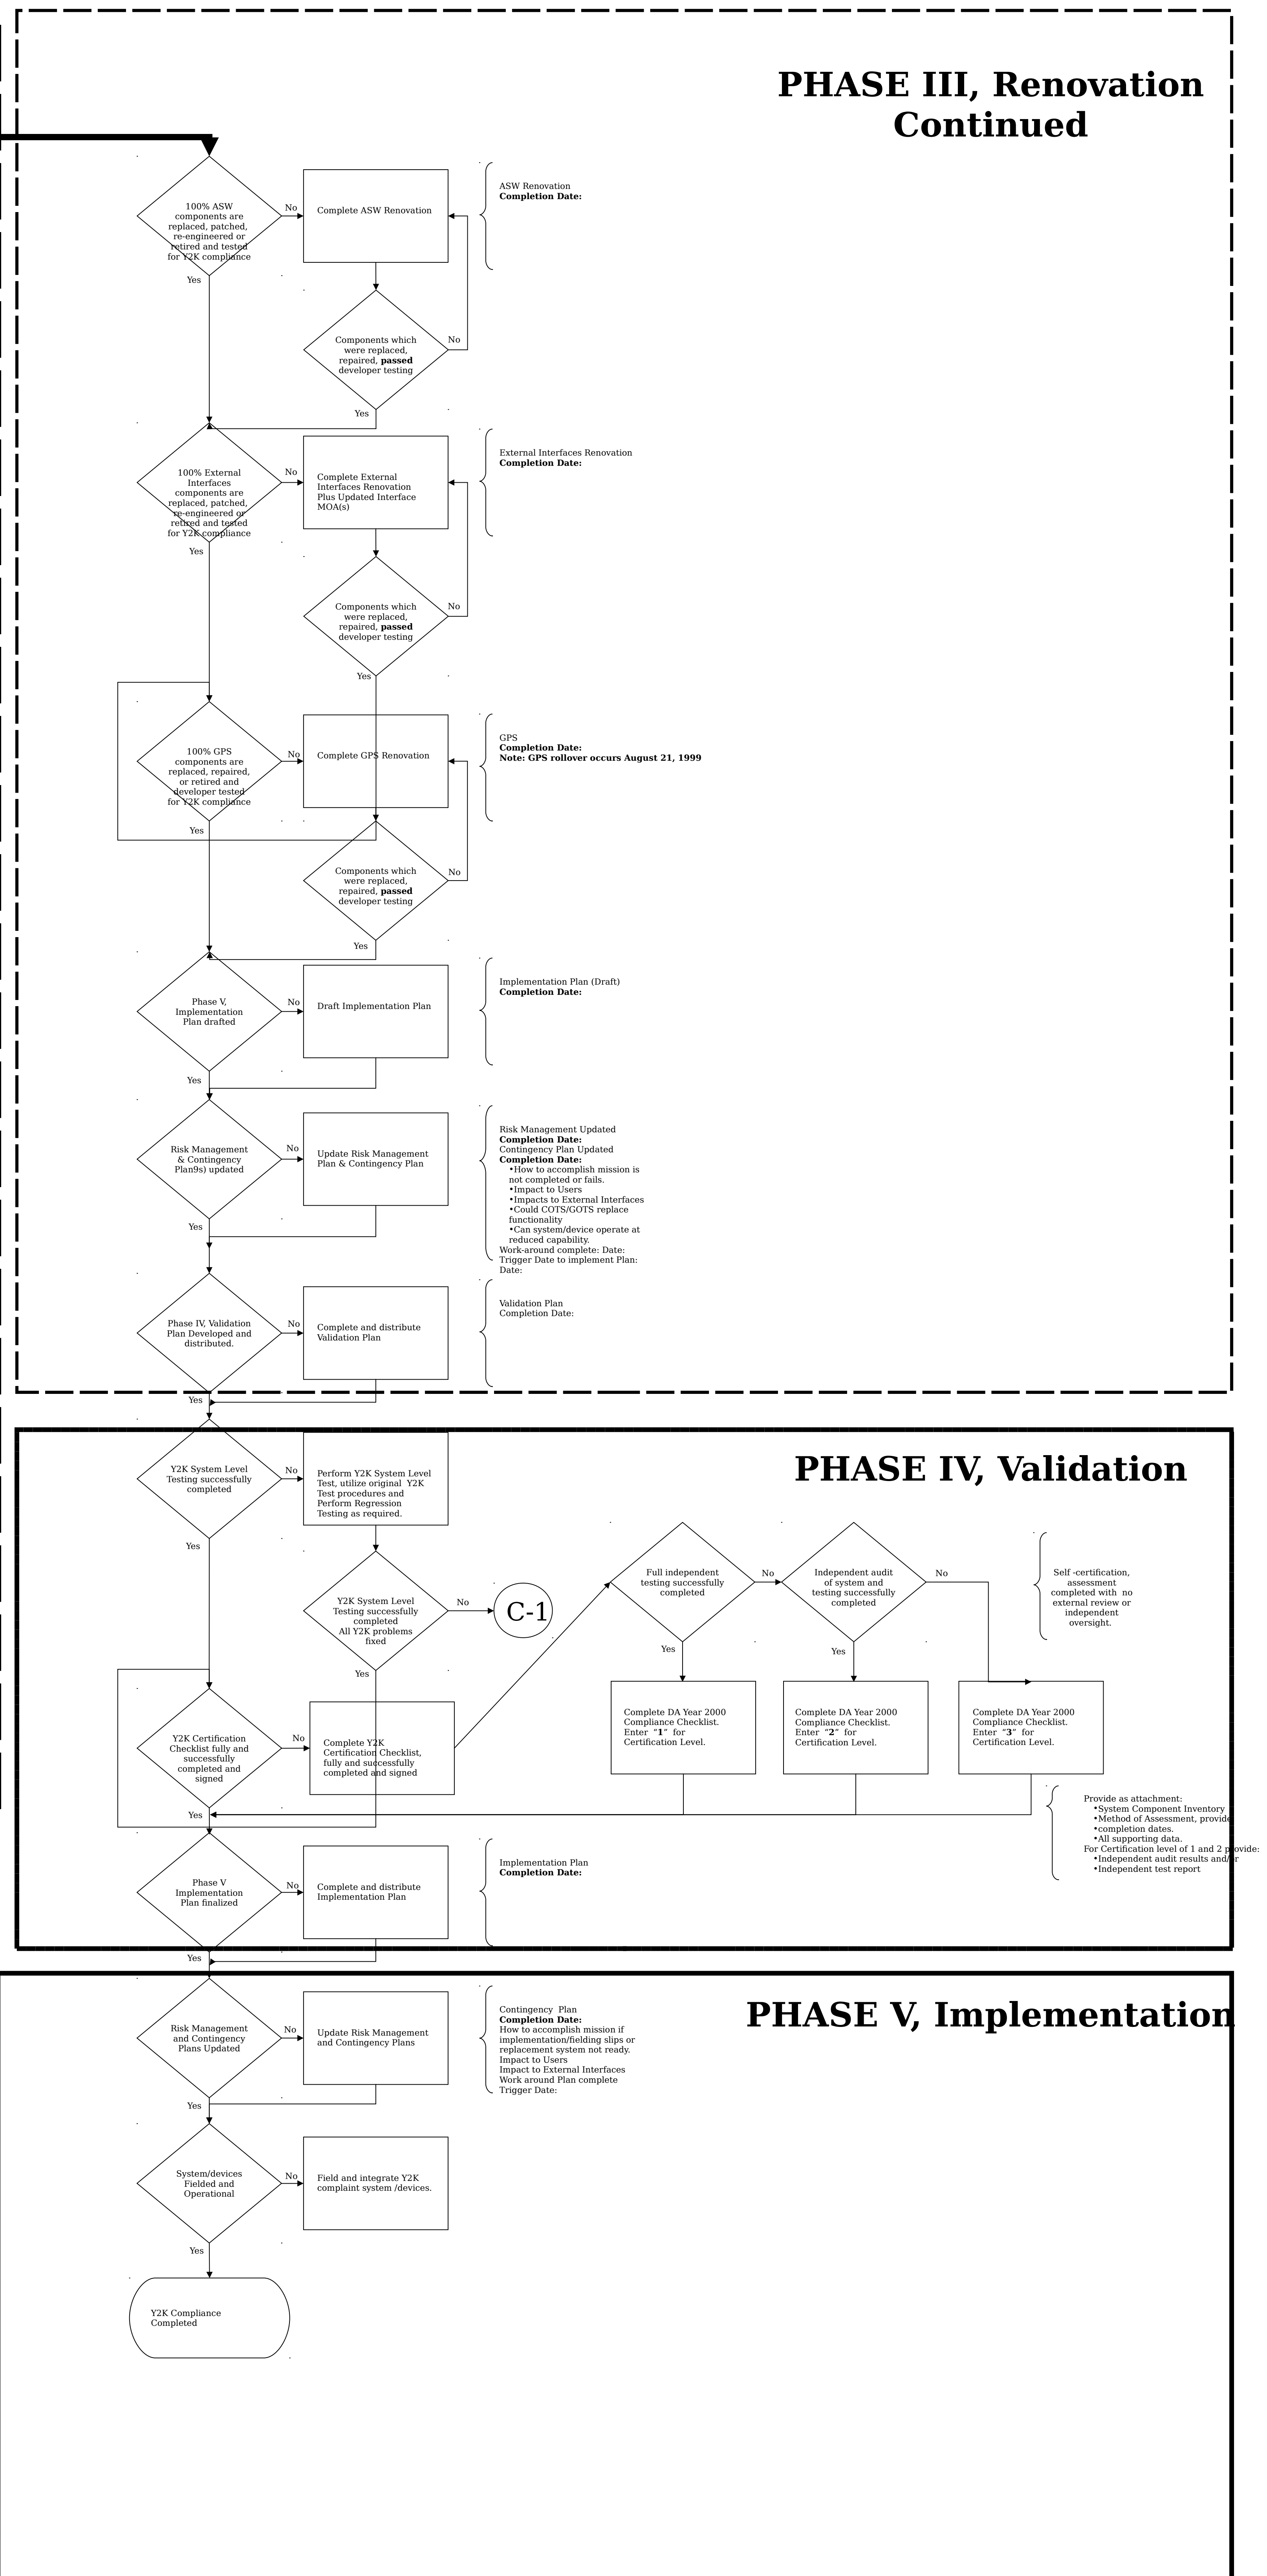 PHASE III, Renovation
Continued
100% ASW
components are
replaced, patched,
re-engineered or
retired and tested
for Y2K compliance
No
Complete ASW Renovation
ASW Renovation
Completion Date:
Yes
Components which
were replaced,
repaired, passed
developer testing
No
Yes
100% External
Interfaces
components are
replaced, patched,
re-engineered or
retired and tested
for Y2K compliance
No
Complete External
Interfaces Renovation
Plus Updated Interface
MOA(s)
External Interfaces Renovation
Completion Date:
Yes
Components which
were replaced,
repaired, passed
developer testing
No
Yes
100% GPS
components are
replaced, repaired,
or retired and
developer tested
for Y2K compliance
No
Complete GPS Renovation
GPS
Completion Date:
Note: GPS rollover occurs August 21, 1999
Yes
Components which
were replaced,
repaired, passed
developer testing
No
Yes
Phase V,
Implementation
Plan drafted
No
Draft Implementation Plan
Implementation Plan (Draft)
Completion Date:
Yes
Risk Management
& Contingency
Plan9s) updated
No
Update Risk Management
Plan & Contingency Plan
Risk Management Updated
Completion Date:
Contingency Plan Updated
Completion Date:
•How to accomplish mission is
not completed or fails.
•Impact to Users
•Impacts to External Interfaces
•Could COTS/GOTS replace
functionality
•Can system/device operate at
reduced capability.
Work-around complete: Date:
Trigger Date to implement Plan:
Date:
Yes
Phase IV, Validation
Plan Developed and
distributed.
No
Complete and distribute
Validation Plan
Validation Plan
Completion Date:
Yes
PHASE IV, Validation
Y2K System Level
Testing successfully
completed
No
Perform Y2K System Level
Test, utilize original  Y2K
Test procedures and
Perform Regression
Testing as required.
Yes
Y2K System Level
Testing successfully
completed
All Y2K problems
fixed
No
C-1
Yes
Full independent
testing successfully
completed
No
Independent audit
of system and
testing successfully
completed
No
Self -certification,
assessment
completed with  no
external review or
independent
oversight.
Yes
Yes
Complete DA Year 2000
Compliance Checklist.
Enter  “1”  for
Certification Level.
Complete DA Year 2000
Compliance Checklist.
Enter  “2”  for
Certification Level.
Complete DA Year 2000
Compliance Checklist.
Enter  “3”  for
Certification Level.
Y2K Certification
Checklist fully and
successfully
completed and
signed
No
Complete Y2K
Certification Checklist,
fully and successfully
completed and signed
Yes
Provide as attachment:
•System Component Inventory
•Method of Assessment, provide
•completion dates.
•All supporting data.
For Certification level of 1 and 2 provide:
•Independent audit results and/or
•Independent test report
Phase V
Implementation
Plan finalized
No
Complete and distribute
Implementation Plan
Implementation Plan
Completion Date:
Yes
PHASE V, Implementation
Risk Management
and Contingency
Plans Updated
No
Update Risk Management
and Contingency Plans
Contingency  Plan
Completion Date:
How to accomplish mission if
implementation/fielding slips or
replacement system not ready.
Impact to Users
Impact to External Interfaces
Work around Plan complete
Trigger Date:
Yes
System/devices
Fielded and
Operational
No
Field and integrate Y2K
complaint system /devices.
Yes
Y2K Compliance
Completed